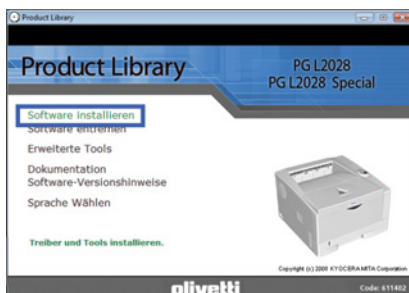 Product Library
Product Library
PG L2028
PG L2028 Special
Software installieren
Software entfernen
Erweiterte Tools
Dokumentation
Software-Versionshinweise
Sprache Wählen
Treiber und Tools installieren.
Copyright (c) 2008 KYOCERA MITA Corporation
olivetti
Code: 611402